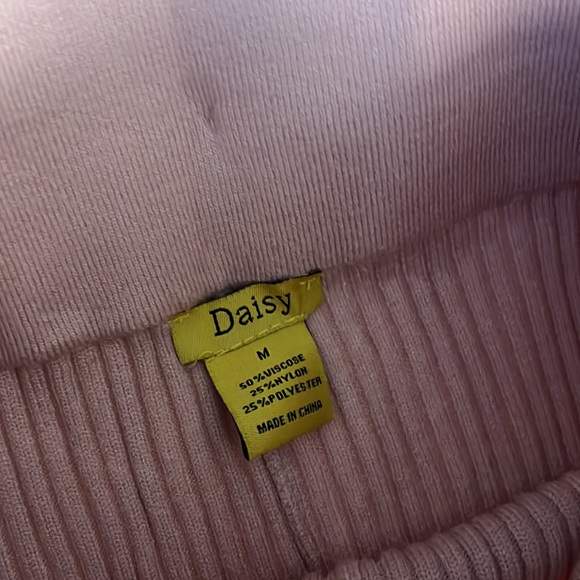 Daisy
M
50%VISCOSE
25%NYLON
25%POLYESTER
MADE IN CHINA